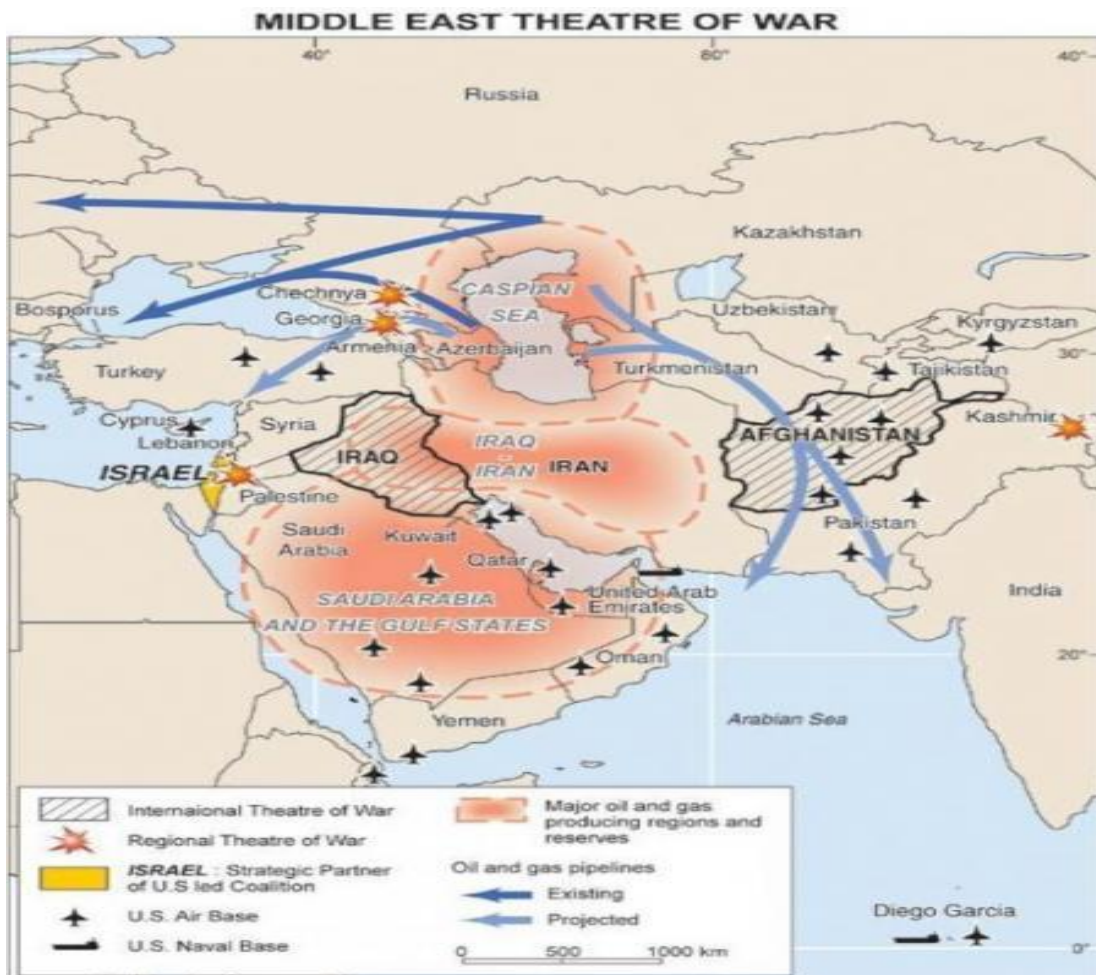 MIDDLE EAST THEATRE OF WAR
40°
60°
40°
Russia
Kazakhstan
CASPIAN
SEA
Chechnya
Bosporus
Georgia
Uzbekistan
Kyrgyzstan
Armenia
Azerbaijan
30°
Turkey
Turkmenistan
Tajikistan
Cyprus
Syria
Kashmir
Lebanon
AFGHANISTAN
IRAQ
IRAQ
IRAN
IRAN
ISRAEL
Palestine
Saudi
Arabia
Kuwait
Pakistan
Qatar
India
United Arab
Emirates
SAUDI ARABIA
AND THE GULF STATES
Oman
20°
Yemen
Arabian Sea
Internaional Theatre of War
Regional Theatre of War
ISRAEL : Strategic Partner
of U.S led Coalition
U.S. Air Base
U.S. Naval Base
Major oil and gas
producing regions and
reserves
Oil and gas pipelines
Existing
Projected
0 500 1000 km
Diego Garcia
0°